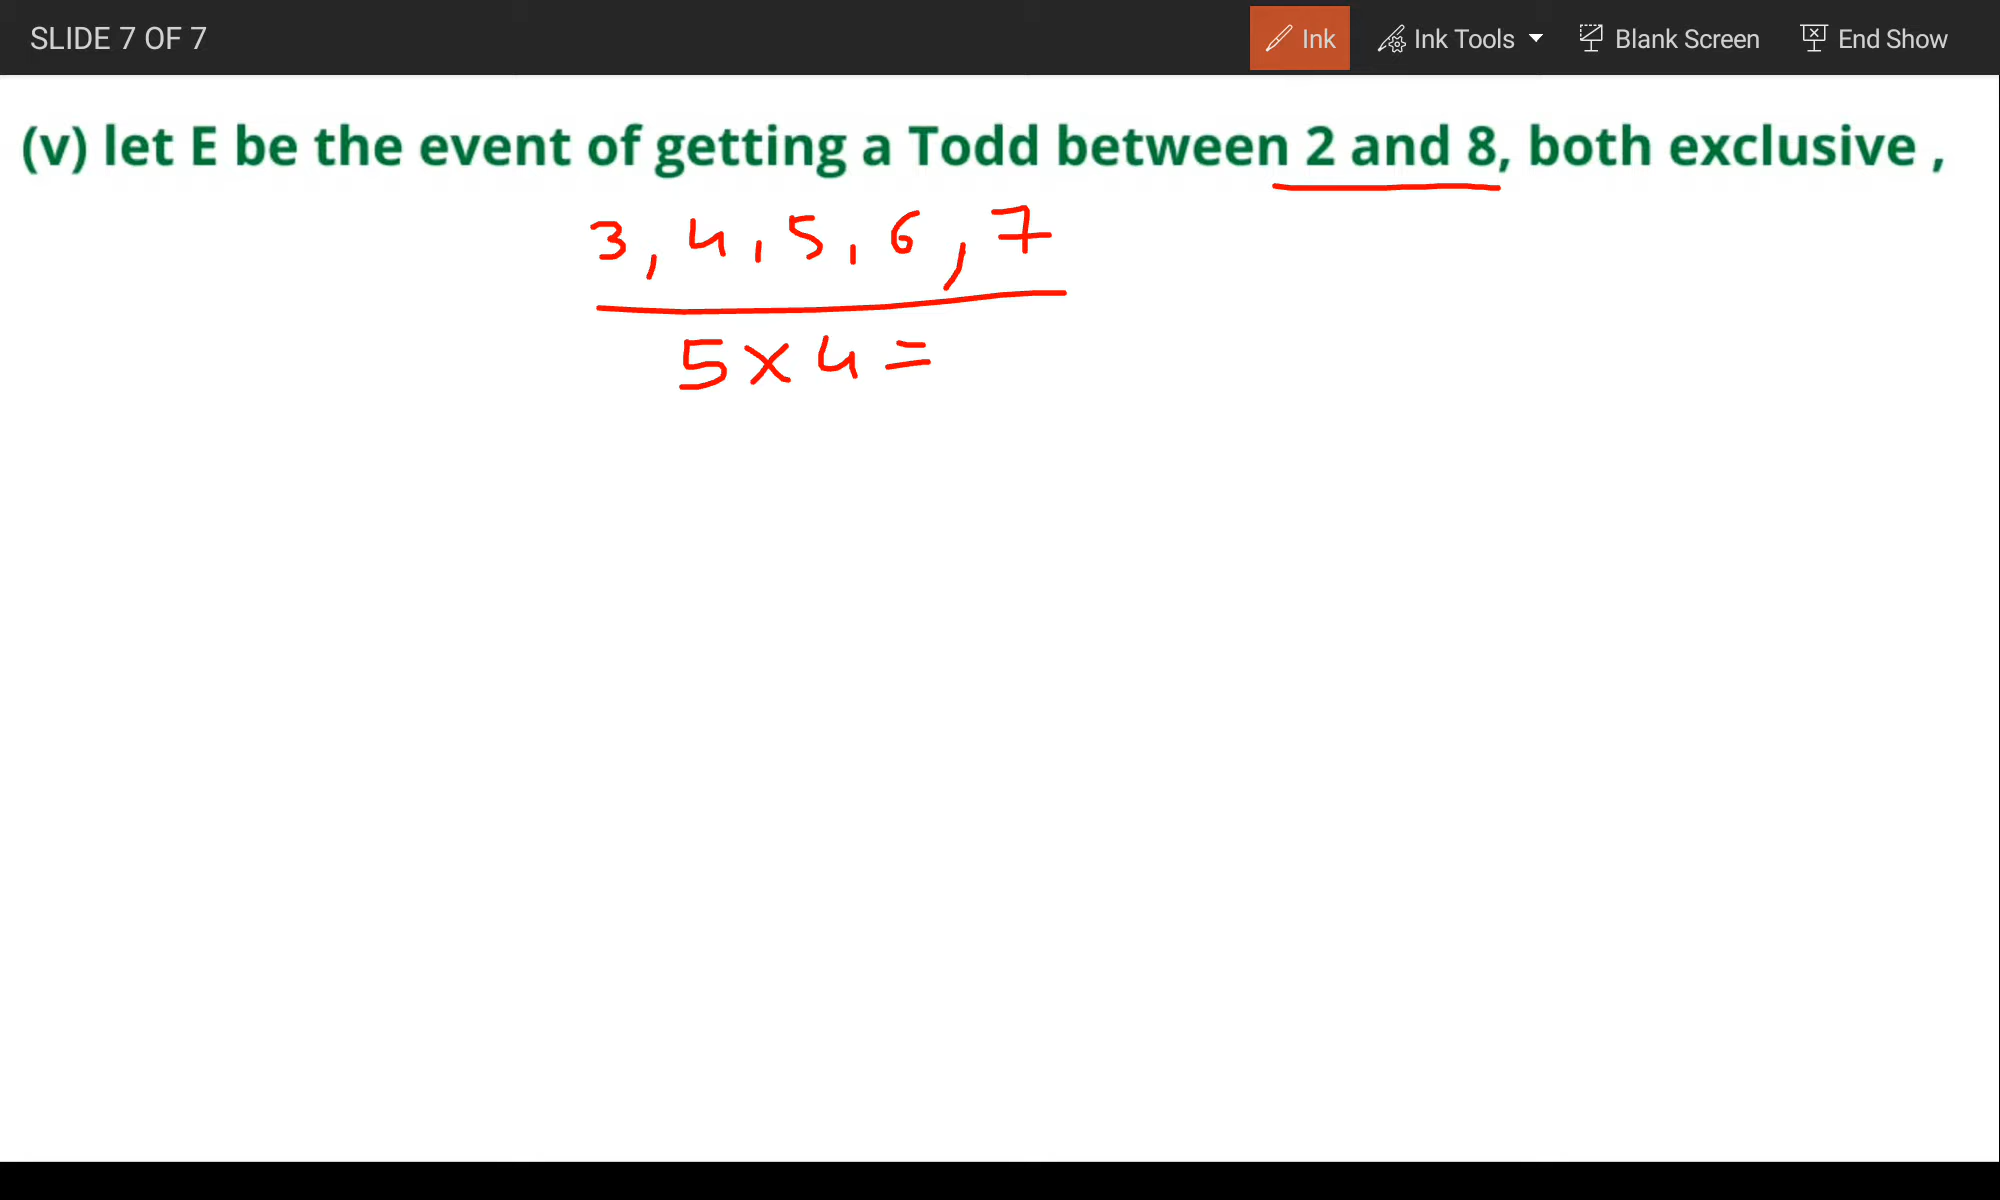 SLIDE 7 OF 7
Ink
Ink Tools
Blank Screen
End Show
(v) let E be the event of getting a Todd between 2 and 8, both exclusive ,
3, 4, 5, 6, 7
5 × 4 =